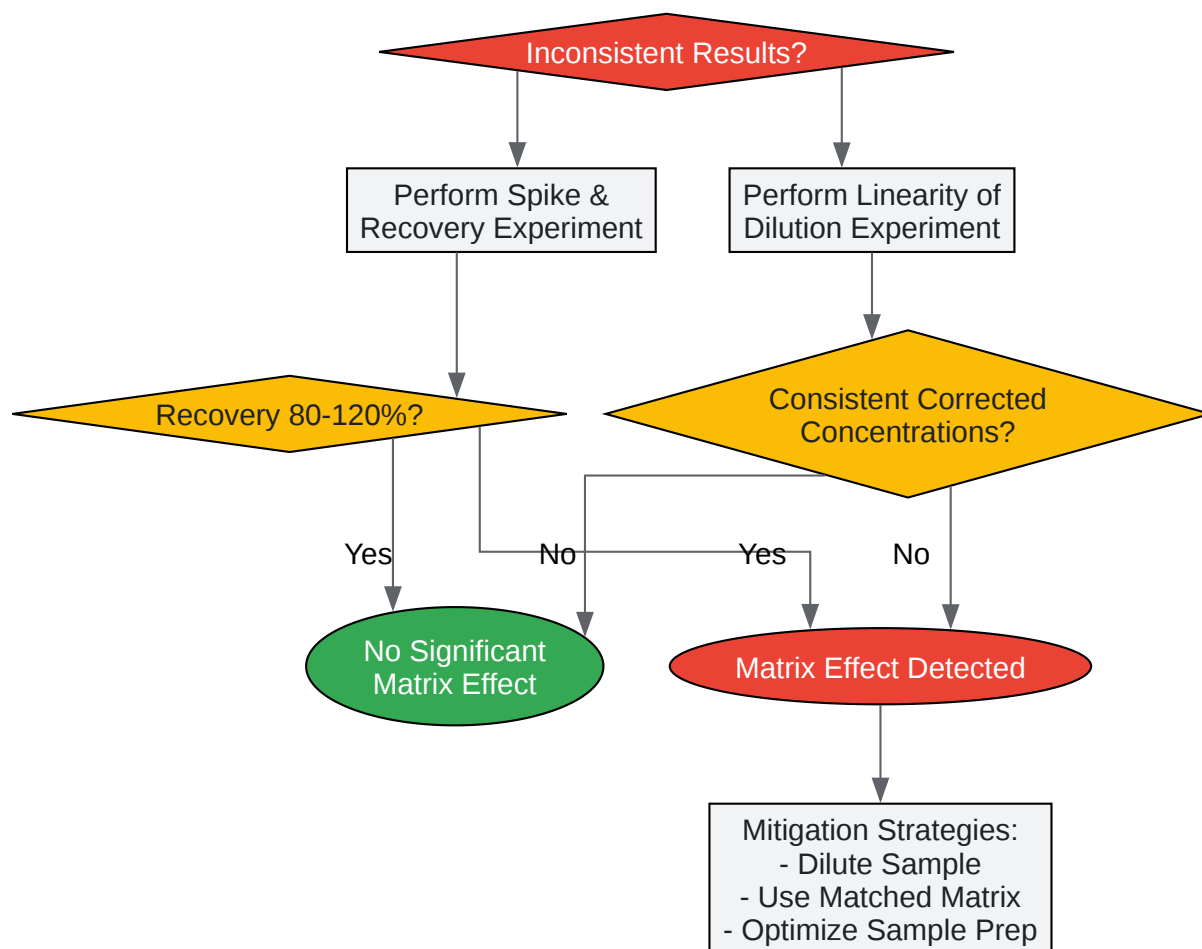 Inconsistent Results?
Perform Spike &
Recovery Experiment
Perform Linearity of
Dilution Experiment
Recovery 80-120%?
Consistent Corrected
Concentrations?
Yes
No
Yes
No
No Significant
Matrix Effect
Matrix Effect Detected
Mitigation Strategies:
- Dilute Sample
- Use Matched Matrix
- Optimize Sample Prep